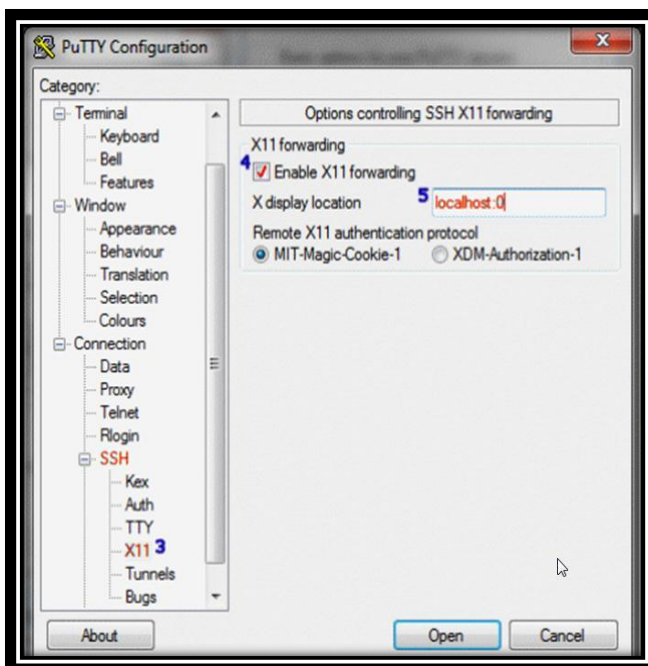 PuTTY Configuration
Category:
Terminal
Keyboard
Bell
Features
Window
Appearance
Behaviour
Translation
Selection
Colours
Connection
Data
Proxy
Telnet
Rlogin
SSH
Kex
Auth
TTY
X11 3
Tunnels
Bugs
Options controlling SSH X11 forwarding
X11 forwarding
4 Enable X11 forwarding
X display location 5 localhost:0
Remote X11 authentication protocol
MIT-Magic-Cookie-1 XDM-Authorization-1
About Open Cancel